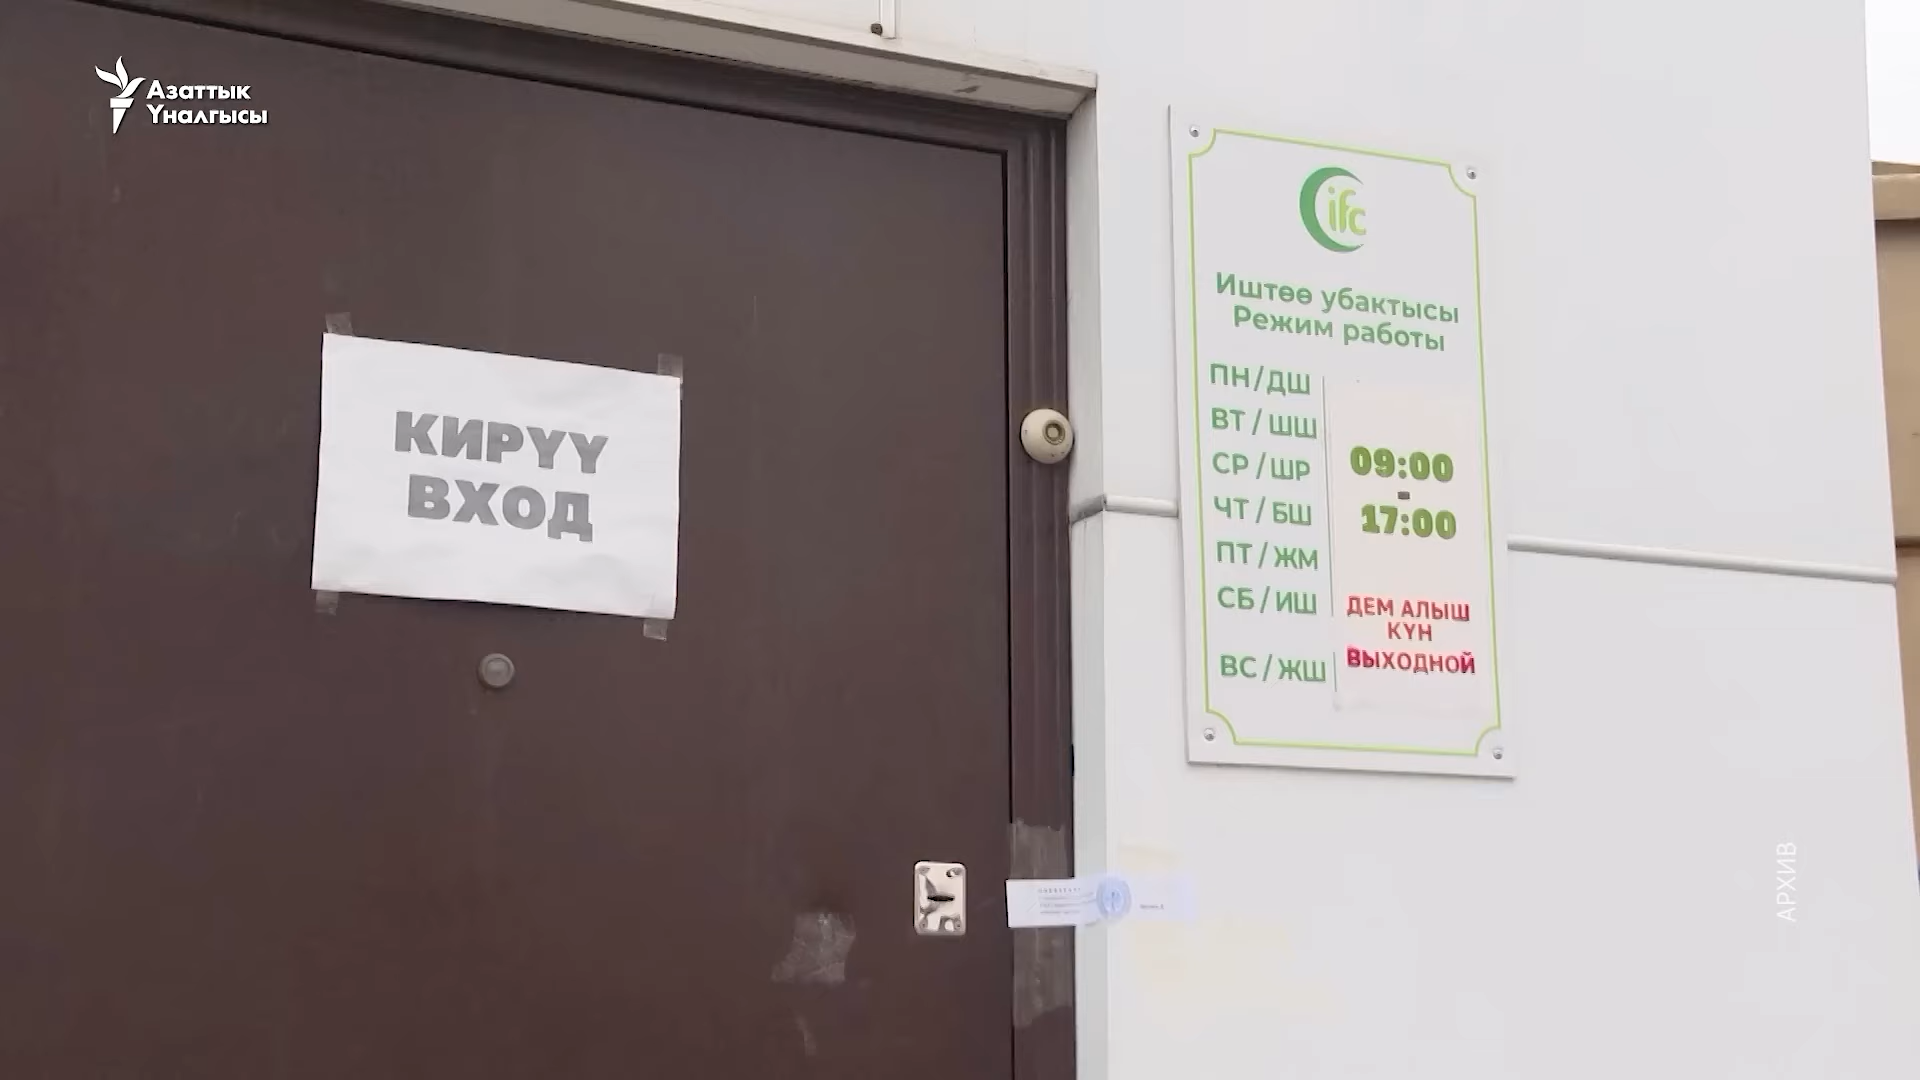 Азаттык
Үналгысы
КИРҮҮ
ВХОД
ifc
Иштөө убактысы
Режим работы
ПН/ДШ
ВТ/ШШ
СР/ШР
ЧТ/БШ
ПТ/ЖМ
СБ/ИШ
ВС/ЖШ
09:00
-
17:00
ДЕМ АЛЫШ
КҮН
ВЫХОДНОЙ
АРХИВ